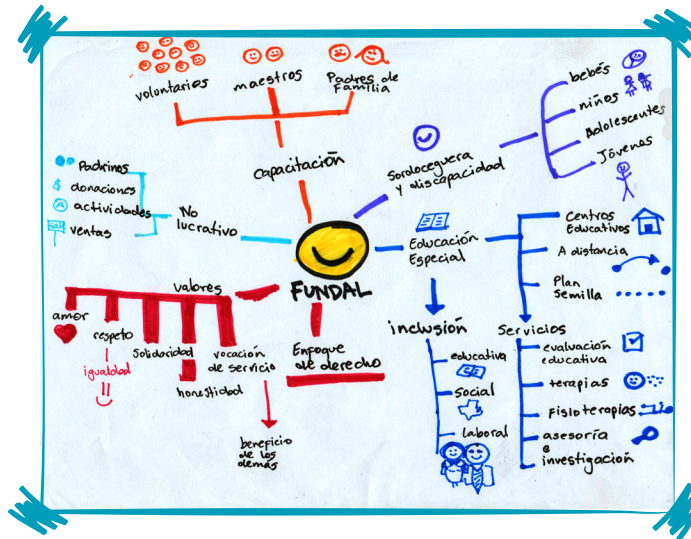 voluntarios
maestros
Padres de
Familia
capacitación
bebés
niños
Adolescentes
Jóvenes
Sordoceguera
y discapacidad
Padrinos
donaciones
actividades
ventas
No
lucrativo
FUNDAL
Educación
Especial
Centros
Educativos
A distancia
Plan
Semilla
valores
amor
respeto
igualdad
solidaridad
honestidad
vocación
de servicio
beneficio
de los
demás
Enfoque
de derecho
inclusión
educativa
social
laboral
Servicios
evaluación
educativa
terapias
Fisioterapias
asesoría
e
investigación